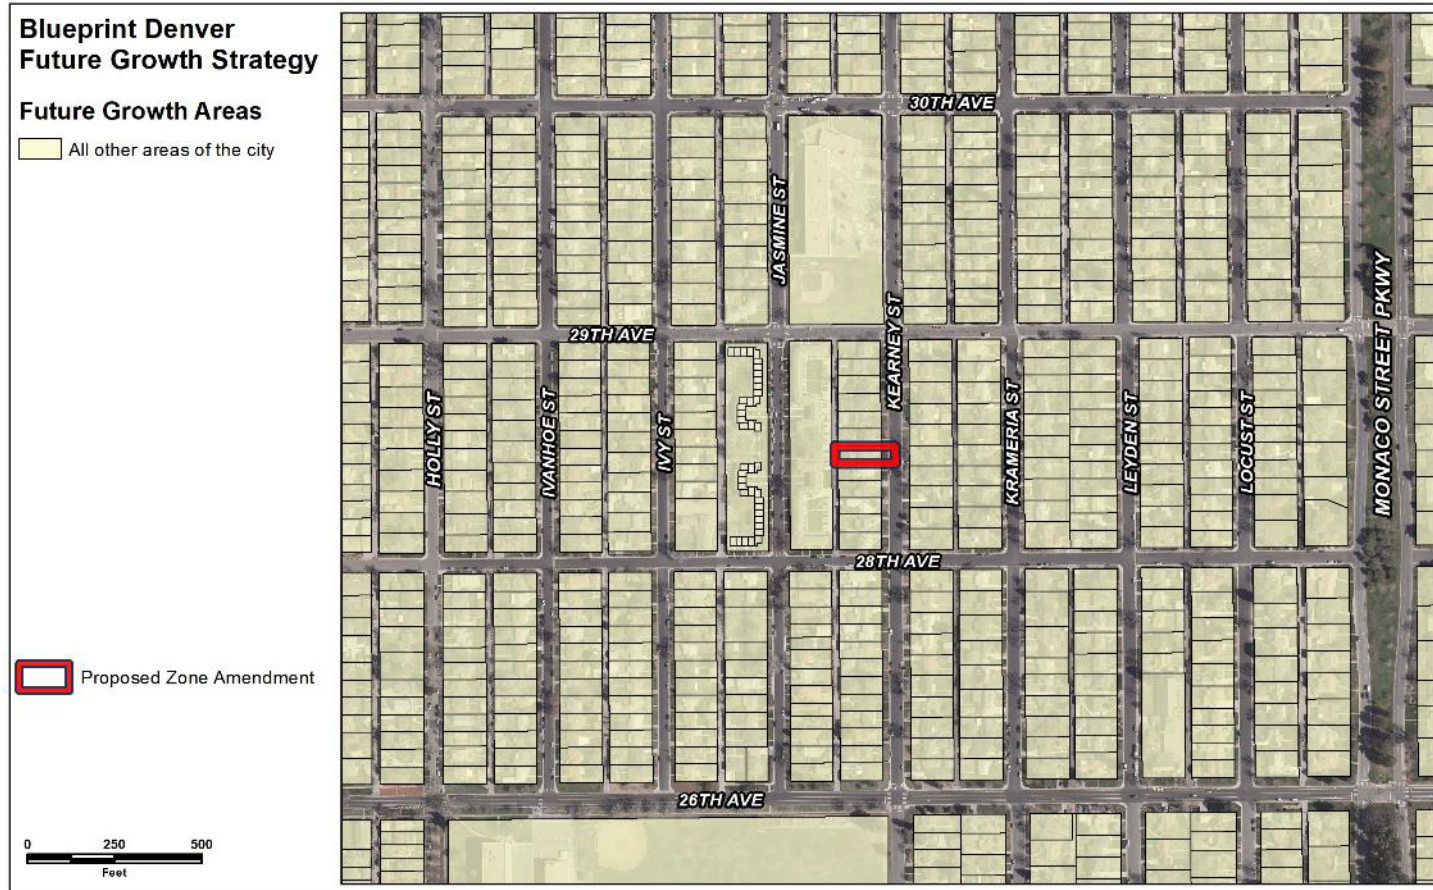 Blueprint Denver
Future Growth Strategy
Future Growth Areas
All other areas of the city
Proposed Zone Amendment
0 250 500
Feet
30TH AVE
JASMINE ST
29TH AVE
KEARNEY ST
MONACO STREET PKWY
HOLLY ST
IVANHOE ST
IVY ST
KRAMERIA ST
LEYDEN ST
LOCUST ST
28TH AVE
26TH AVE